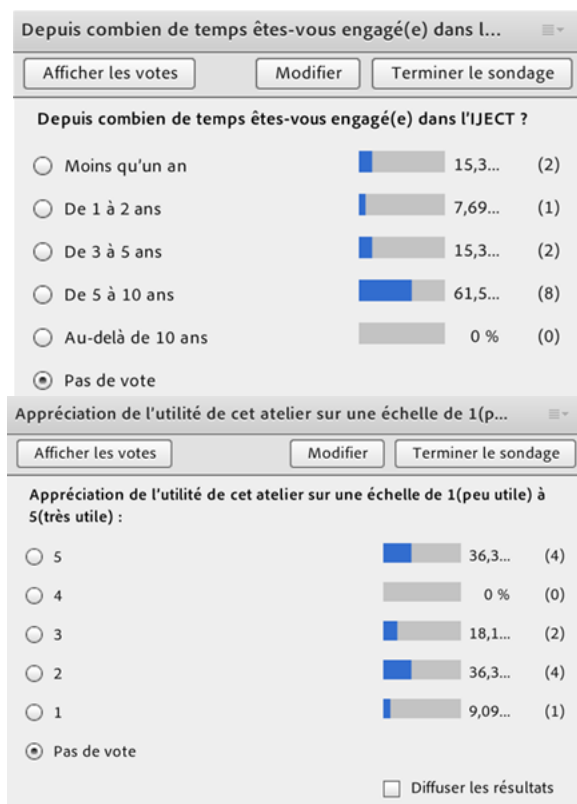 Depuis combien de temps êtes-vous engagé(e) dans l...
Afficher les votes Modifier Terminer le sondage
Depuis combien de temps êtes-vous engagé(e) dans l'IJECT ?
Moins qu'un an 15,3... (2)
De 1 à 2 ans 7,69... (1)
De 3 à 5 ans 15,3... (2)
De 5 à 10 ans 61,5... (8)
Au-delà de 10 ans 0 % (0)
Pas de vote
Appréciation de l'utilité de cet atelier sur une échelle de 1(p...
Afficher les votes Modifier Terminer le sondage
Appréciation de l'utilité de cet atelier sur une échelle de 1(peu utile) à
5(très utile) :
5 36,3... (4)
4 0 % (0)
3 18,1... (2)
2 36,3... (4)
1 9,09... (1)
Pas de vote
Diffuser les résultats